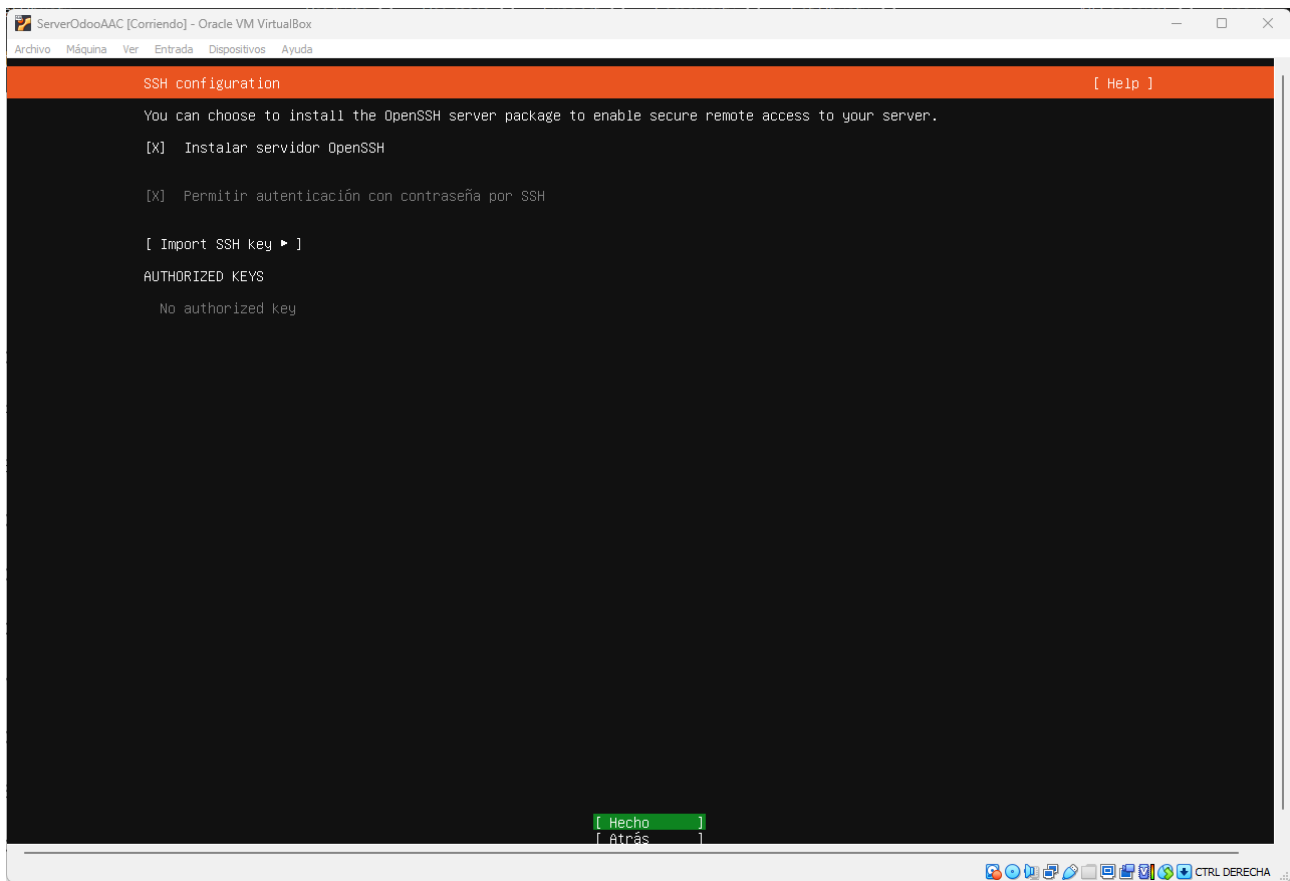 ServerOdooAAC [Corriendo] - Oracle VM VirtualBox
Archivo Máquina Ver Entrada Dispositivos Ayuda
SSH configuration [ Help ]
You can choose to install the OpenSSH server package to enable secure remote access to your server.
[X] Instalar servidor OpenSSH
[X] Permitir autenticación con contraseña por SSH
[ Import SSH key ▸ ]
AUTHORIZED KEYS
No authorized key
[ Hecho ]
[ Atrás ]
CTRL DERECHA